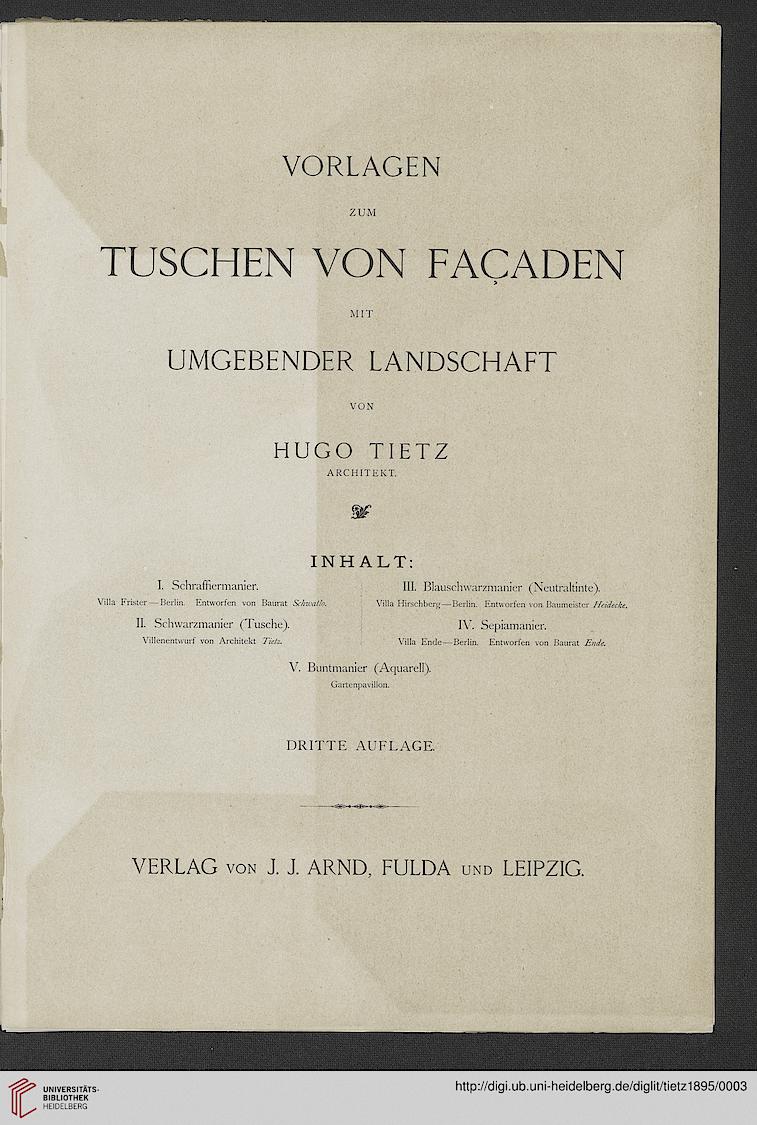 VORLAGEN
ZUM
TUSCHEN VON FAÇADEN
MIT
UMGEBENDER LANDSCHAFT
VON
HUGO TIETZ
ARCHITEKT.
INHALT:
I. Schraffiermanier.
Villa Frister—Berlin. Entworfen von Baurat Schwatlo.
II. Schwarzmanier (Tusche).
Villenentwurf von Architekt Tietz.
III. Blauschwarzmanier (Neutraltinte).
Villa Hirschberg—Berlin. Entworfen von Baumeister Heidecke.
IV. Sepiamanier.
Villa Ende—Berlin. Entworfen von Baurat Ende.
V. Buntmanier (Aquarell).
Gartenpavillon.
DRITTE AUFLAGE.
VERLAG VON J. J. ARND, FULDA UND LEIPZIG.
UNIVERSITÄTS-
BIBLIOTHEK
HEIDELBERG
http://digi.ub.uni-heidelberg.de/diglit/tietz1895/0003